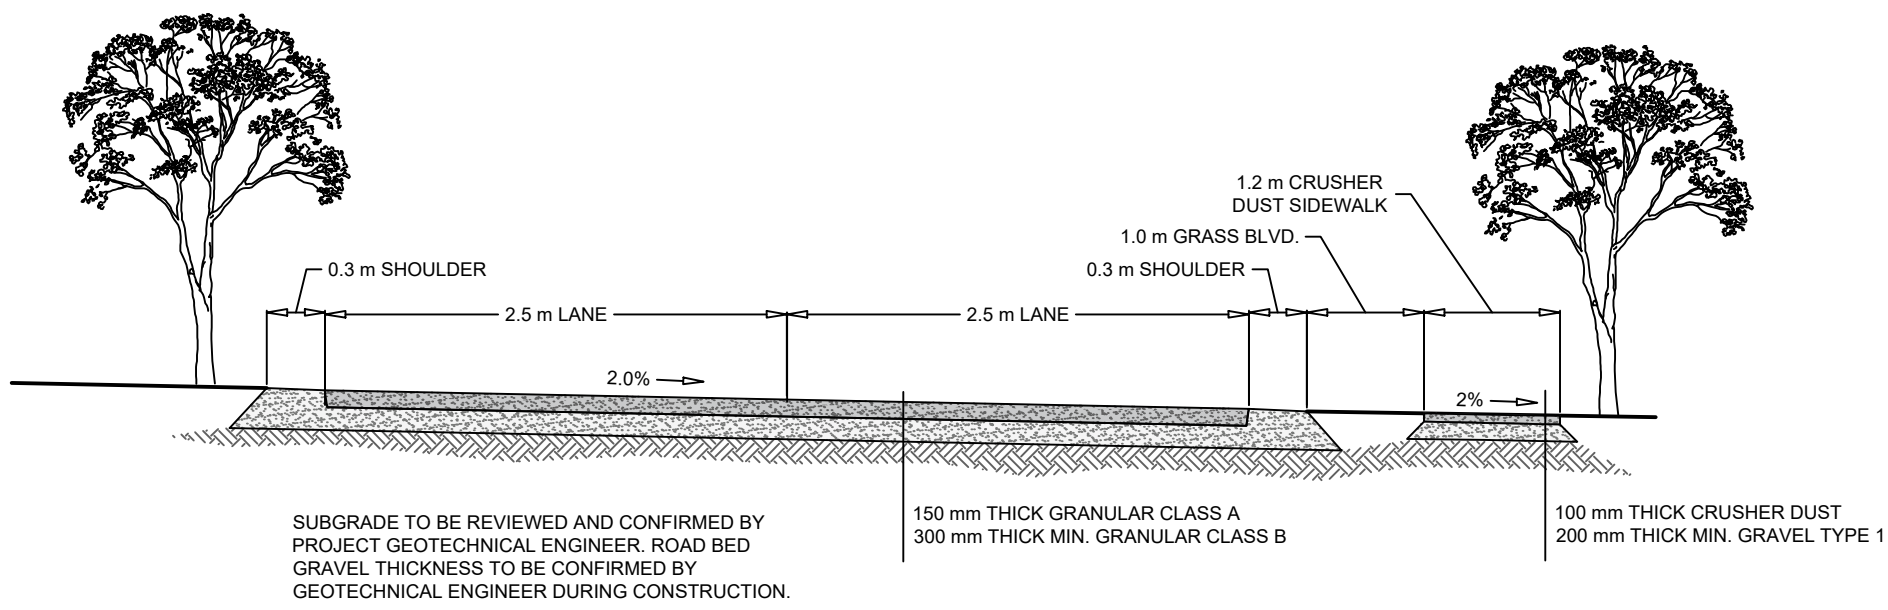 1.2 m CRUSHER
DUST SIDEWALK
1.0 m GRASS BLVD.
0.3 m SHOULDER
0.3 m SHOULDER
2.5 m LANE
2.5 m LANE
2.0%
2%
SUBGRADE TO BE REVIEWED AND CONFIRMED BY
PROJECT GEOTECHNICAL ENGINEER. ROAD BED
GRAVEL THICKNESS TO BE CONFIRMED BY
GEOTECHNICAL ENGINEER DURING CONSTRUCTION.
150 mm THICK GRANULAR CLASS A
300 mm THICK MIN. GRANULAR CLASS B
100 mm THICK CRUSHER DUST
200 mm THICK MIN. GRAVEL TYPE 1